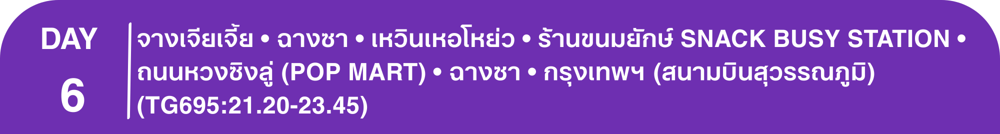 DAY
6
จางเจียเจี้ย • ฉางซา • เหวินเหอโหย่ว • ร้านขนมยักษ์ SNACK BUSY STATION •
ถนนหวงซิงลู่ (POP MART) • ฉางซา • กรุงเทพฯ (สนามบินสุวรรณภูมิ)
(TG695:21.20-23.45)